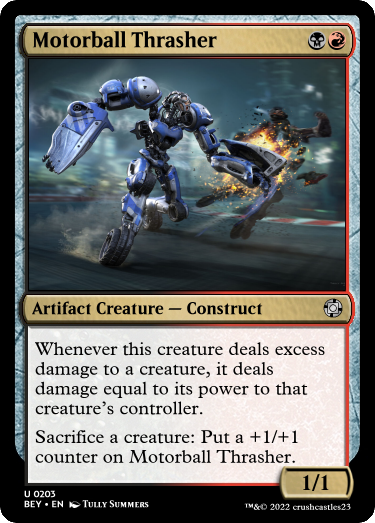 Motorball Thrasher
Artifact Creature — Construct
Whenever this creature deals excess
damage to a creature, it deals
damage equal to its power to that
creature's controller.
Sacrifice a creature: Put a +1/+1
counter on Motorball Thrasher.
1/1
U 0203
BEY • EN Tully Summers
™&© 2022 crushcastles23